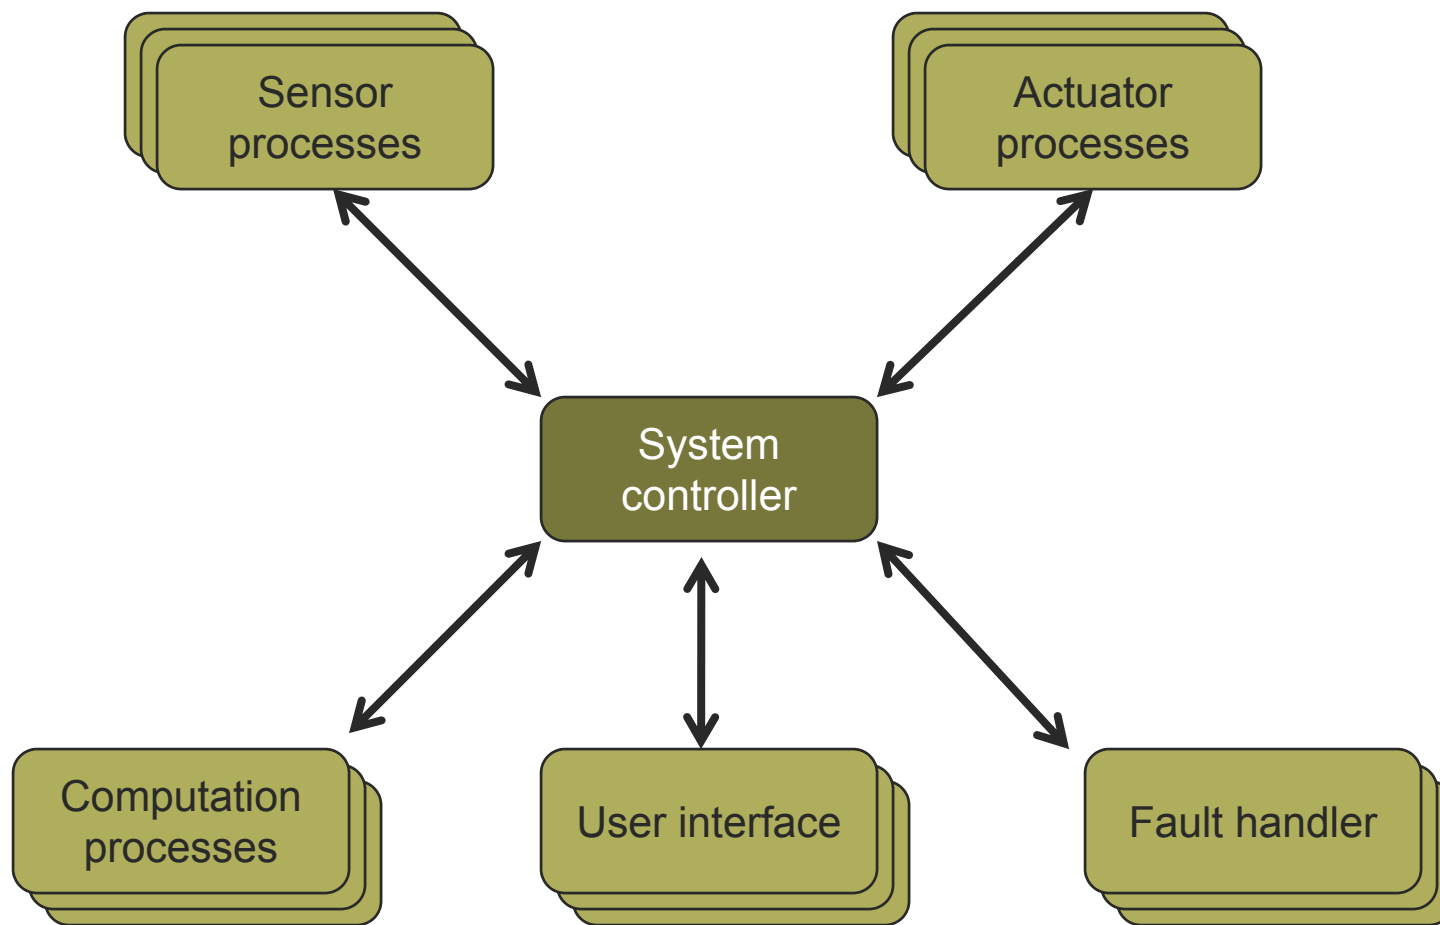 Sensor
processes
Actuator
processes
System
controller
Computation
processes
User interface
Fault handler